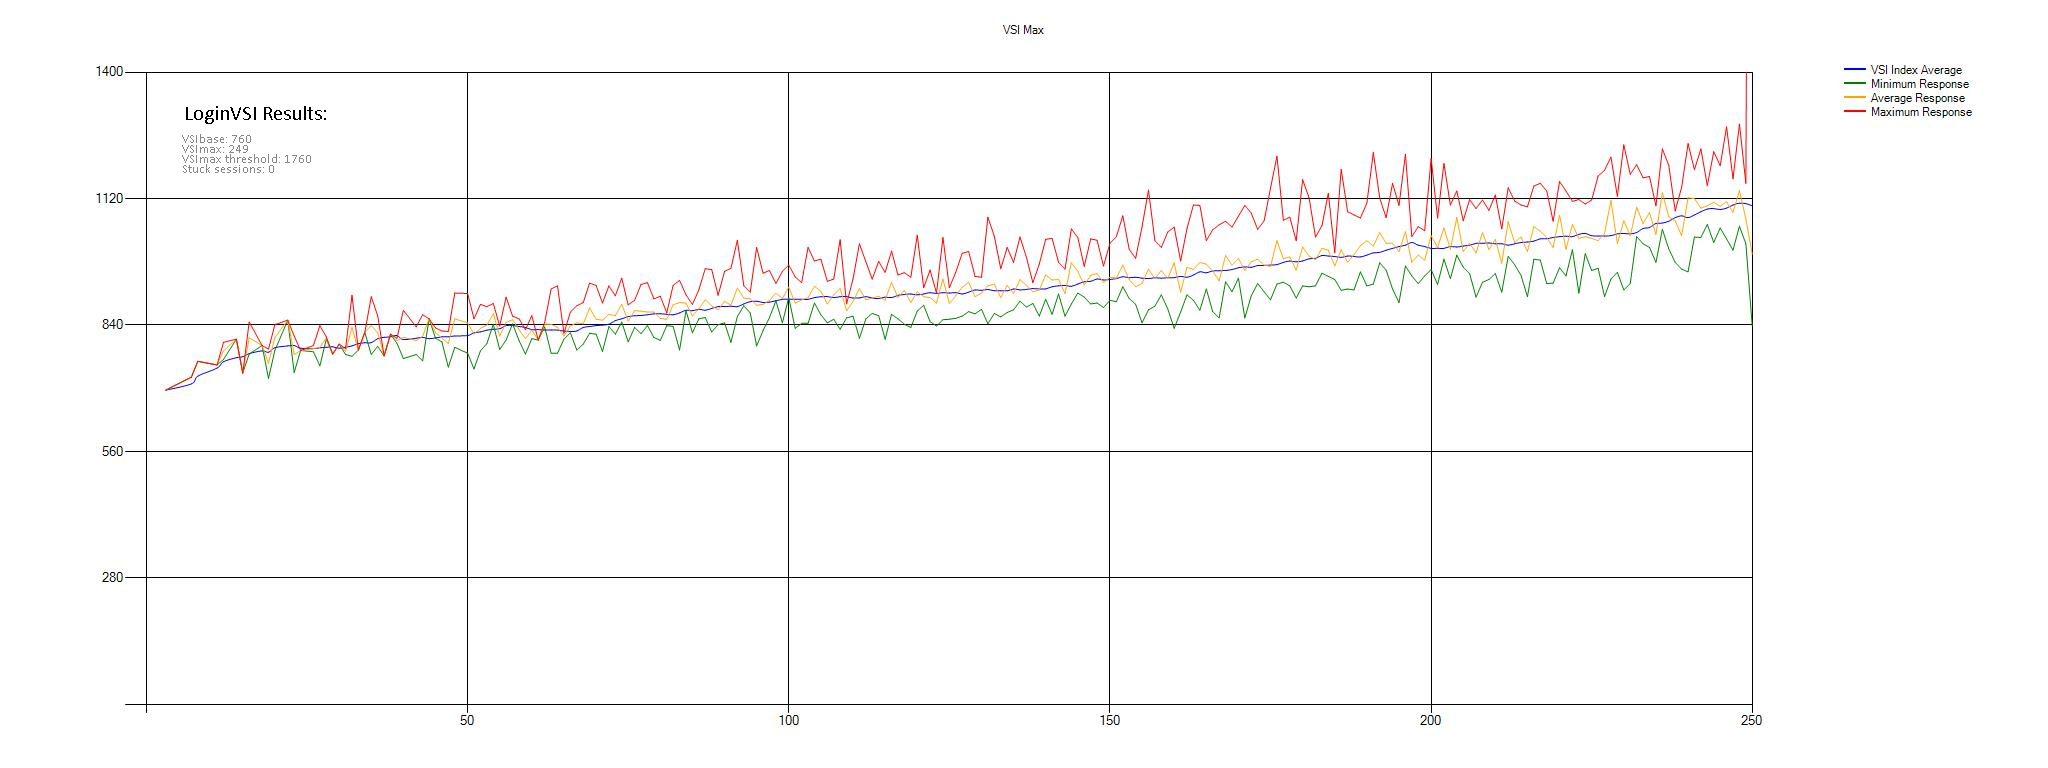 VSI Max
1400
1120
840
560
280
LoginVSI Results:
VSIbase: 760
VSImax: 249
VSImax threshold: 1760
Stuck sessions: 0
VSI Index Average
Minimum Response
Average Response
Maximum Response
50
100
150
200
250